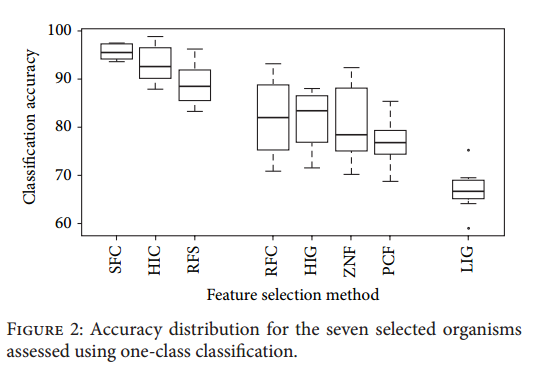 100
90
80
70
60
Classification accuracy
SFC
HIC
RFS
RFC
HIG
ZNF
PCF
LIG
Feature selection method
FIGURE 2: Accuracy distribution for the seven selected organisms
assessed using one-class classification.